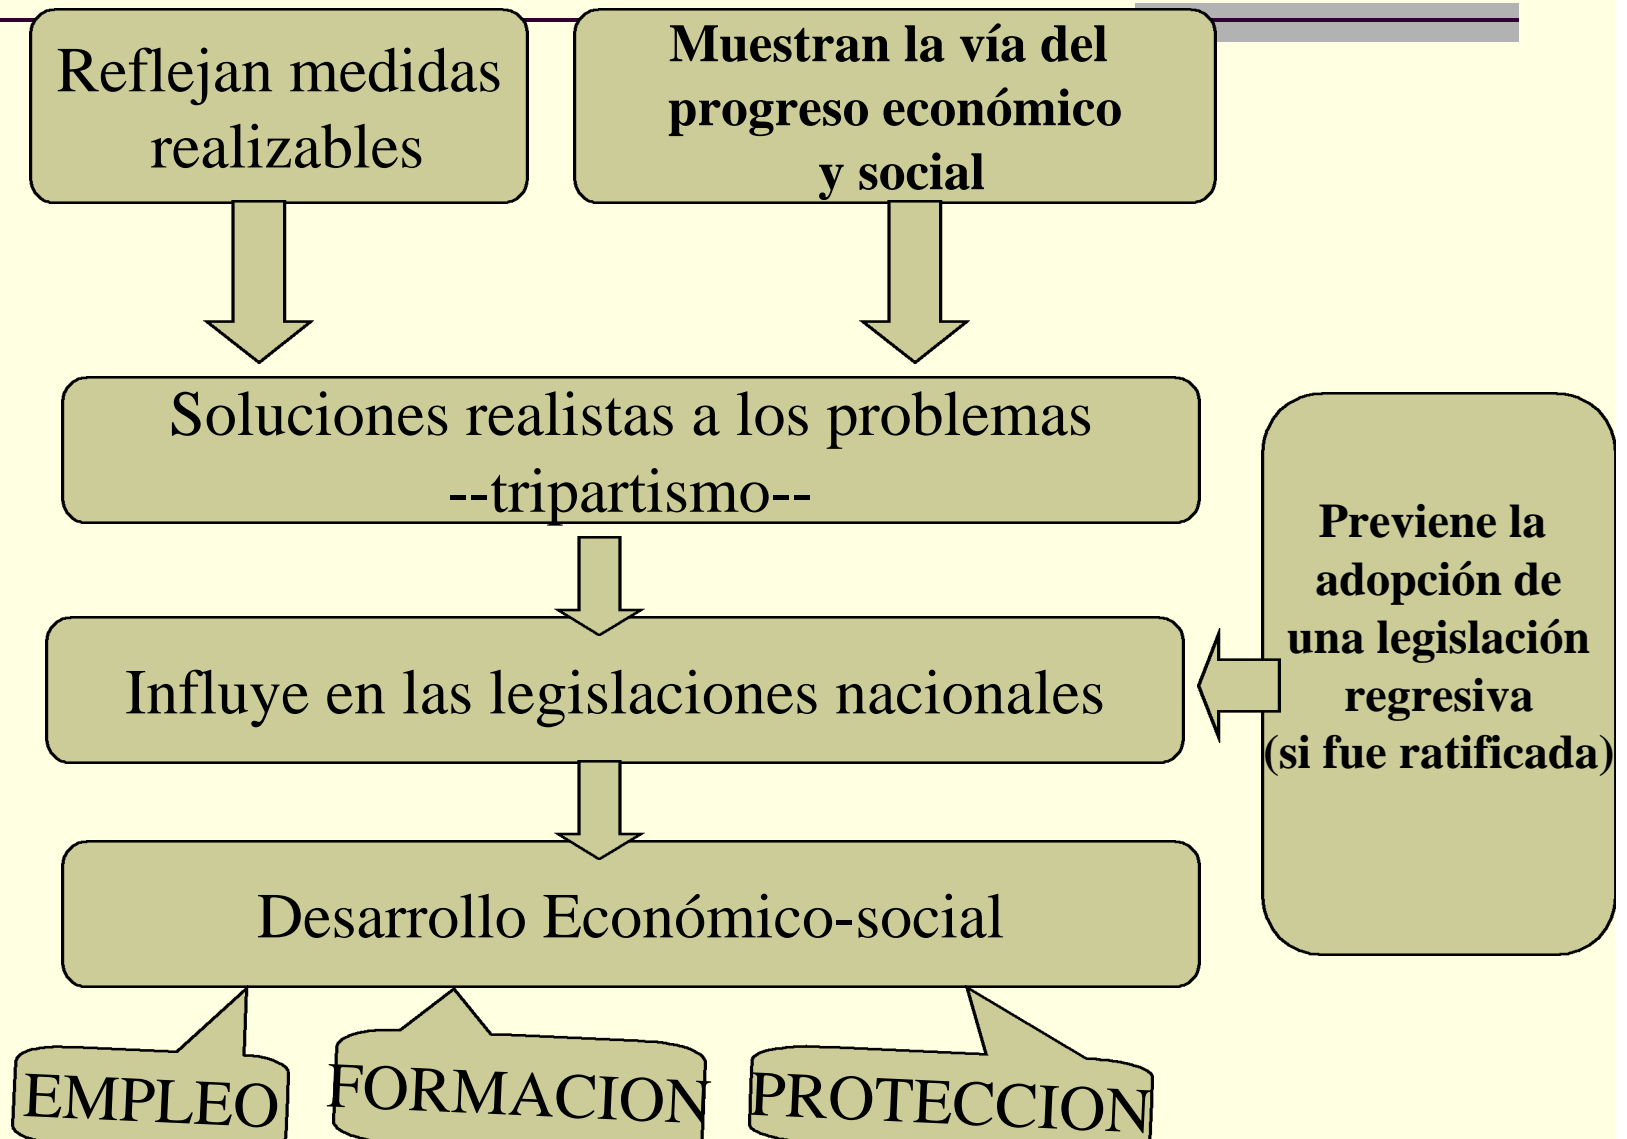 Reflejan medidas
realizables
Muestran la vía del
progreso económico
y social
Soluciones realistas a los problemas
--tripartismo--
Previene la
adopción de
una legislación
regresiva
(si fue ratificada)
Influye en las legislaciones nacionales
Desarrollo Económico-social
EMPLEO
FORMACION
PROTECCION